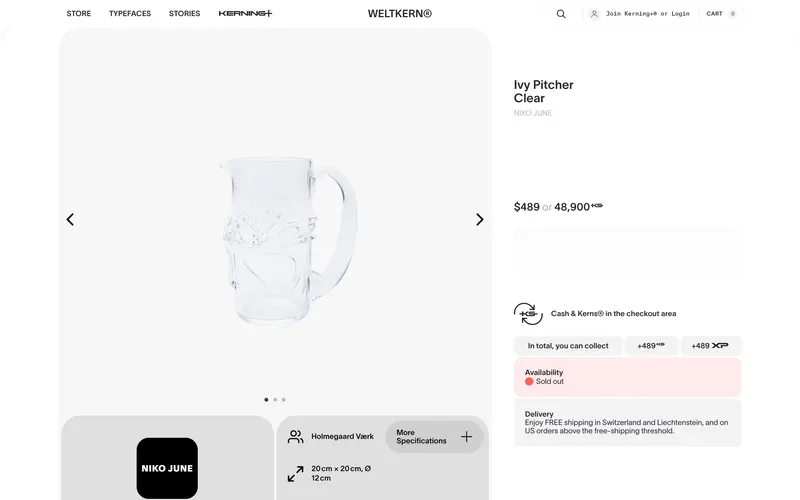 STORE
TYPEFACES
STORIES
KERNING+
WELTKERN®
Join Kerning+® or Login
CART
0
Ivy Pitcher
Clear
NIKO JUNE
$489 or 48,900+K$
Cash & Kerns® in the checkout area
In total, you can collect
+489+K$
+489 XP
Availability
Sold out
Delivery
Enjoy FREE shipping in Switzerland and Liechtenstein, and on
US orders above the free-shipping threshold.
NIKO JUNE
Holmegaard Værk
More
Specifications
20 cm × 20 cm, Ø
12 cm